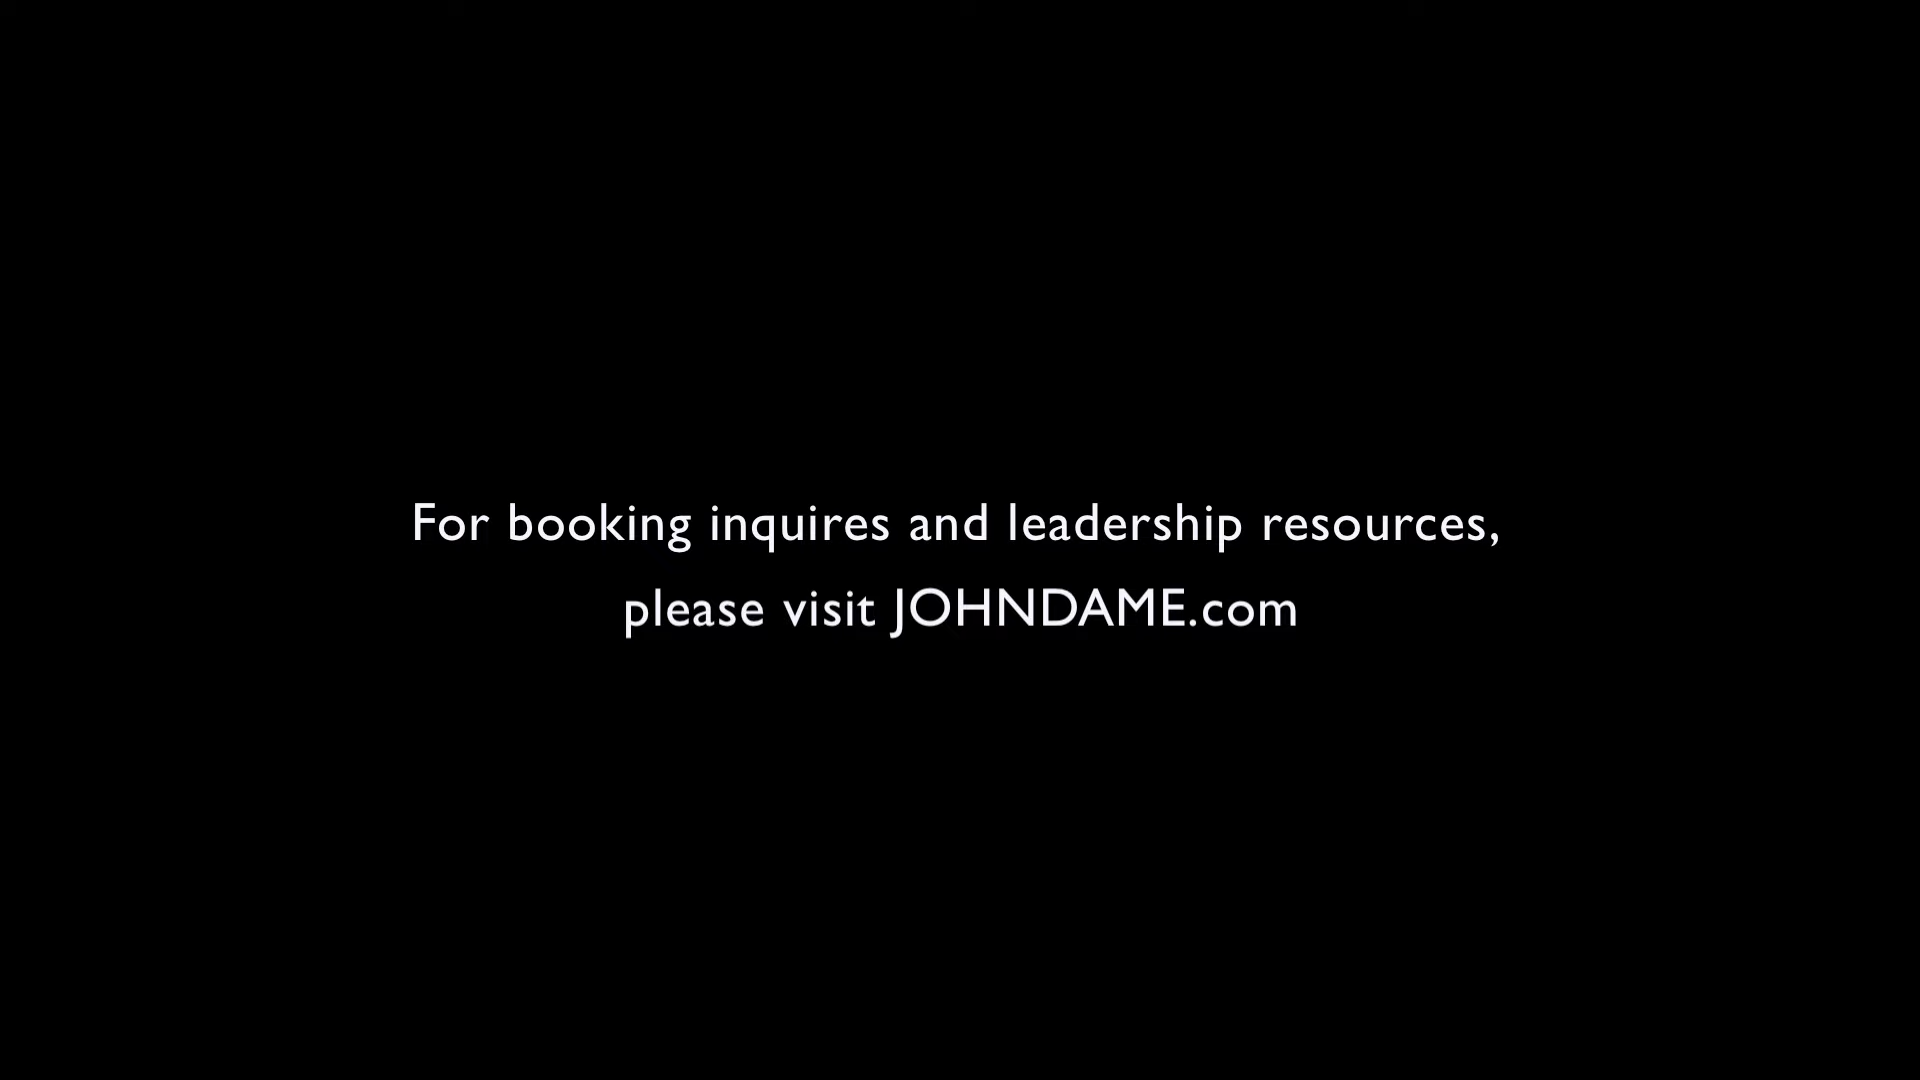 For booking inquires and leadership resources,
please visit JOHNDAME.com